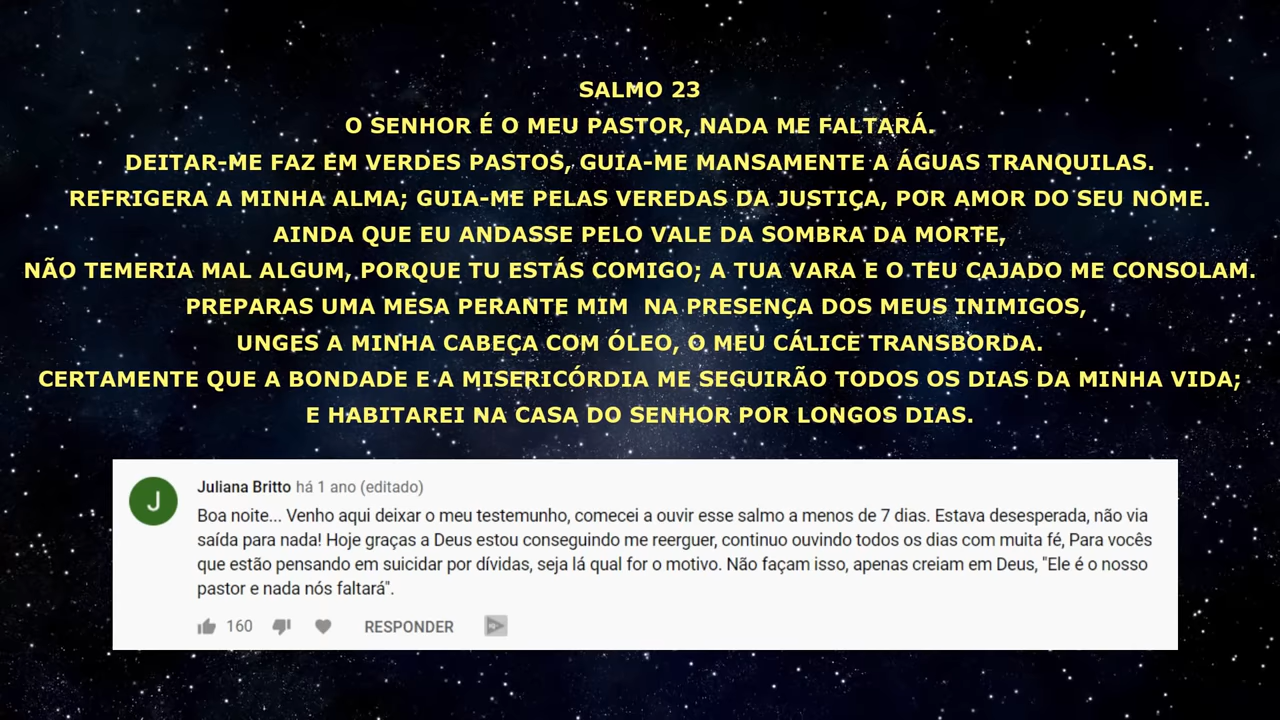 SALMO 23
O SENHOR É O MEU PASTOR, NADA ME FALTARÁ.
DEITAR-ME FAZ EM VERDES PASTOS, GUIA-ME MANSAMENTE A ÁGUAS TRANQUILAS.
REFRIGERA A MINHA ALMA; GUIA-ME PELAS VEREDAS DA JUSTIÇA, POR AMOR DO SEU NOME.
AINDA QUE EU ANDASSE PELO VALE DA SOMBRA DA MORTE,
NÃO TEMERIA MAL ALGUM, PORQUE TU ESTÁS COMIGO; A TUA VARA E O TEU CAJADO ME CONSOLAM.
PREPARAS UMA MESA PERANTE MIM  NA PRESENÇA DOS MEUS INIMIGOS,
UNGES A MINHA CABEÇA COM ÓLEO, O MEU CÁLICE TRANSBORDA.
CERTAMENTE QUE A BONDADE E A MISERICÓRDIA ME SEGUIRÃO TODOS OS DIAS DA MINHA VIDA;
E HABITAREI NA CASA DO SENHOR POR LONGOS DIAS.
J
Juliana Britto há 1 ano (editado)
Boa noite... Venho aqui deixar o meu testemunho, comecei a ouvir esse salmo a menos de 7 dias. Estava desesperada, não via
saída para nada! Hoje graças a Deus estou conseguindo me reerguer, continuo ouvindo todos os dias com muita fé, Para vocês
que estão pensando em suicidar por dívidas, seja lá qual for o motivo. Não façam isso, apenas creiam em Deus, "Ele é o nosso
pastor e nada nós faltará".
160 RESPONDER